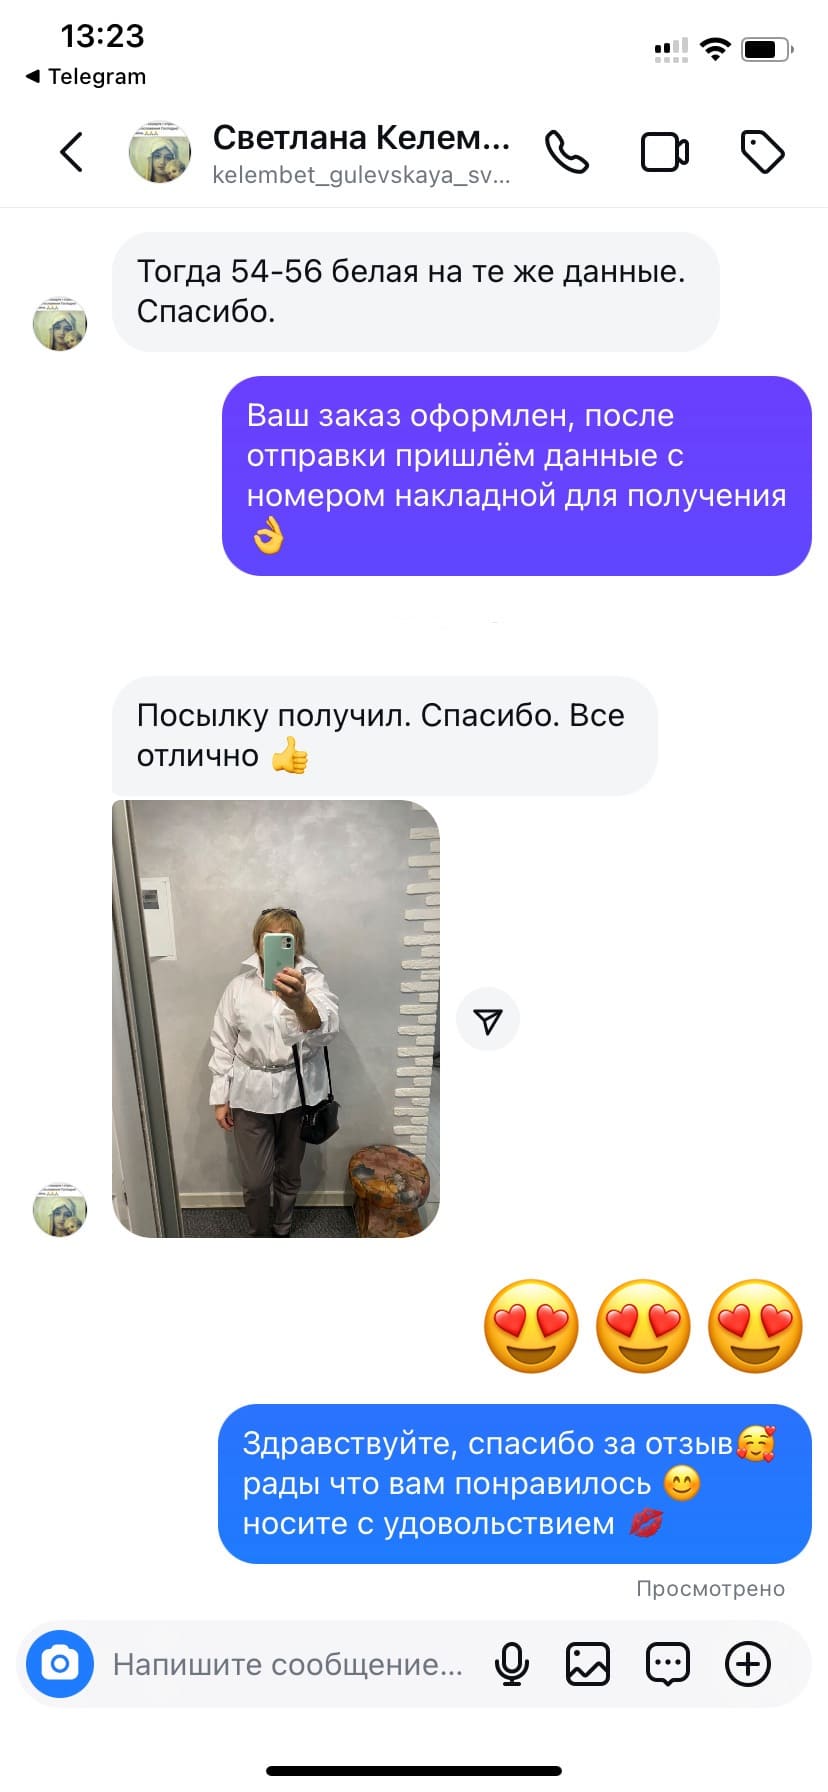 13:23
◄ Telegram
Светлана Келем...
kelembet_gulevskaya_sv...
Тогда 54-56 белая на те же данные.
Спасибо.
Ваш заказ оформлен, после
отправки пришлём данные с
номером накладной для получения
👌
Посылку получил. Спасибо. Все
отлично 👍
😍😍😍
Здравствуйте, спасибо за отзыв🥰
рады что вам понравилось 😊
носите с удовольствием 💋
Просмотрено
Напишите сообщение...